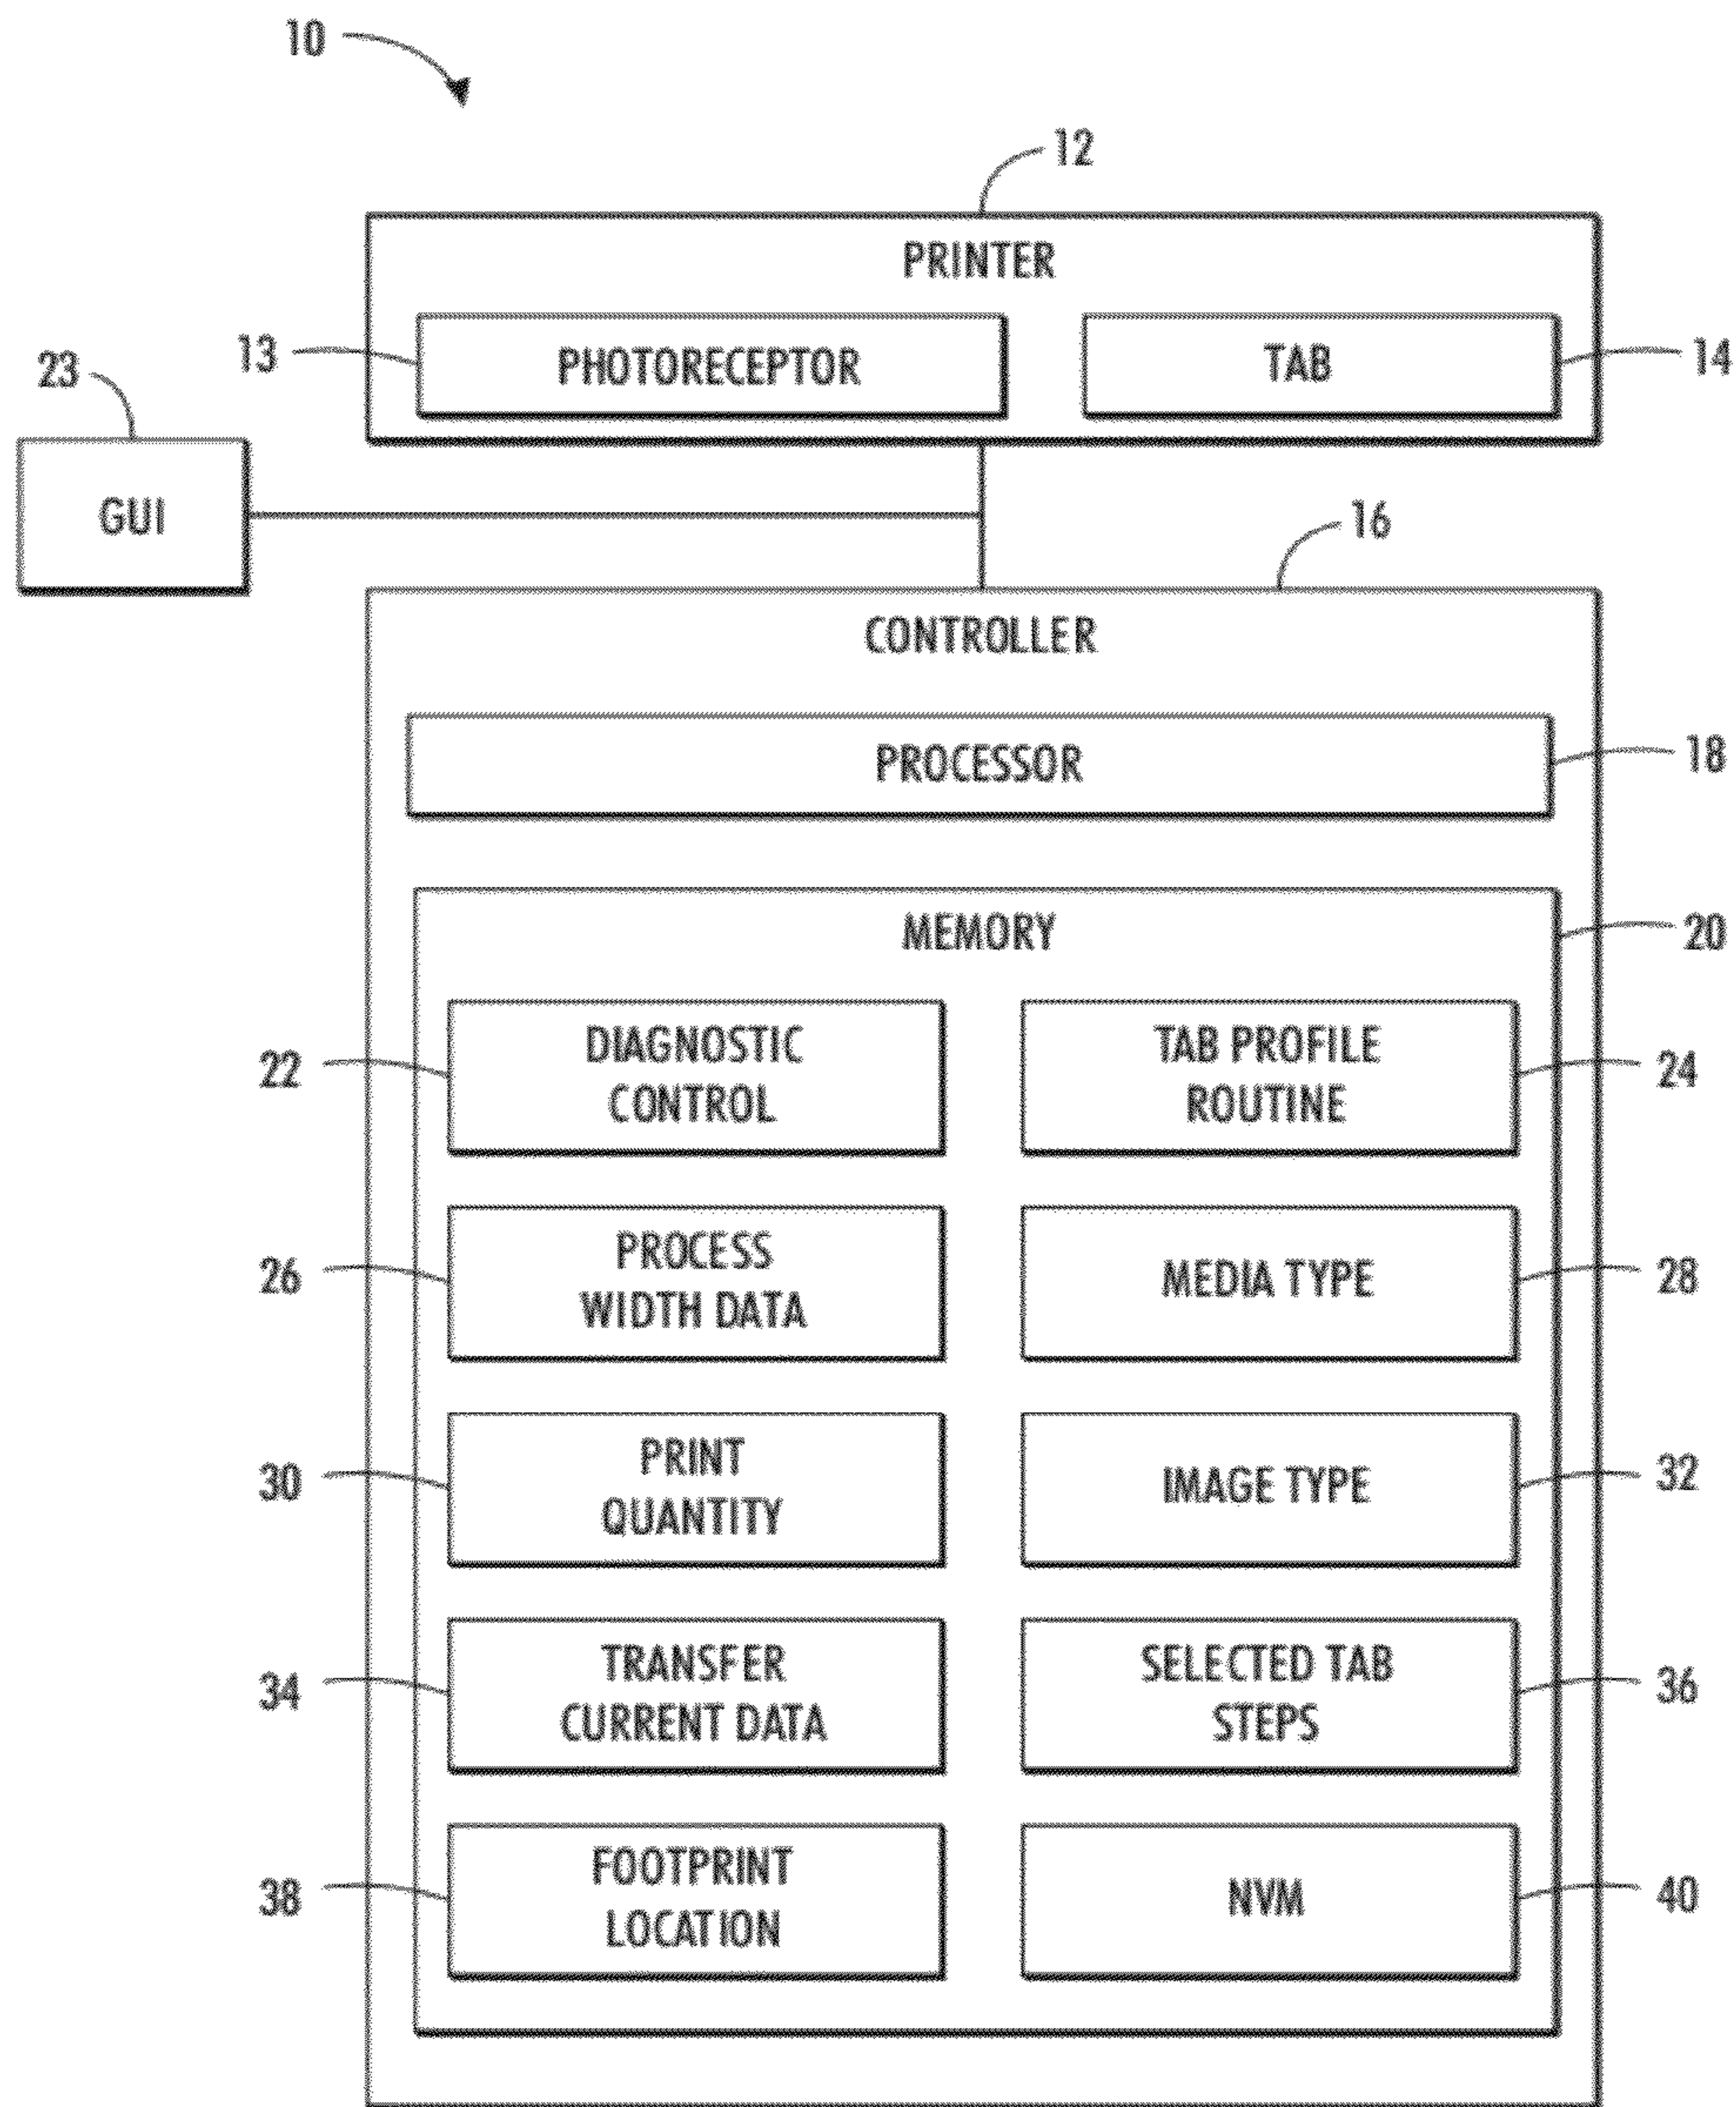 10
12
PRINTER
13
PHOTORECEPTOR
TAB
14
23
GUI
16
CONTROLLER
PROCESSOR
18
MEMORY
20
22
DIAGNOSTIC
CONTROL
TAB PROFILE
ROUTINE
24
26
PROCESS
WIDTH DATA
MEDIA TYPE
28
30
PRINT
QUANTITY
IMAGE TYPE
32
34
TRANSFER
CURRENT DATA
SELECTED TAB
STEPS
36
38
FOOTPRINT
LOCATION
NVM
40